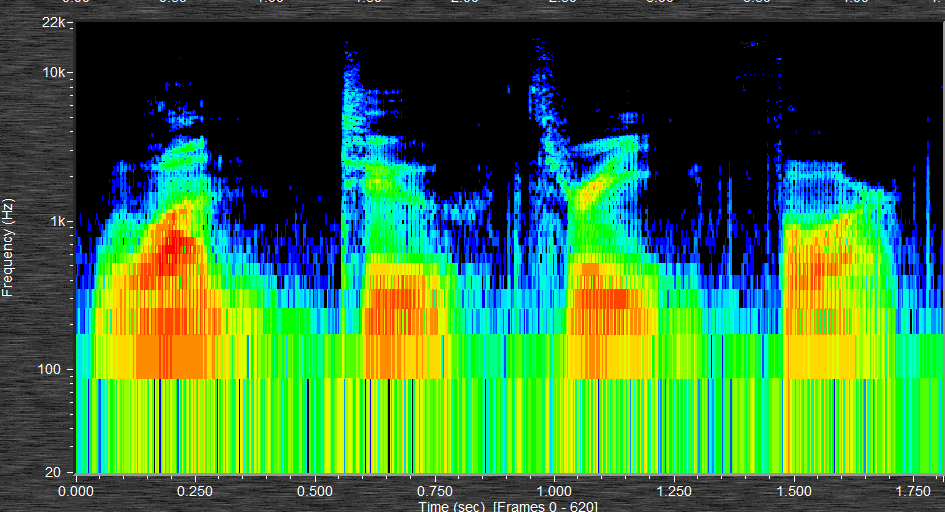 22k
10k
1k
100
20
Frequency (Hz)
0.000 0.250 0.500 0.750 1.000 1.250 1.500 1.750
Time (sec) [Frames 0 - 620]